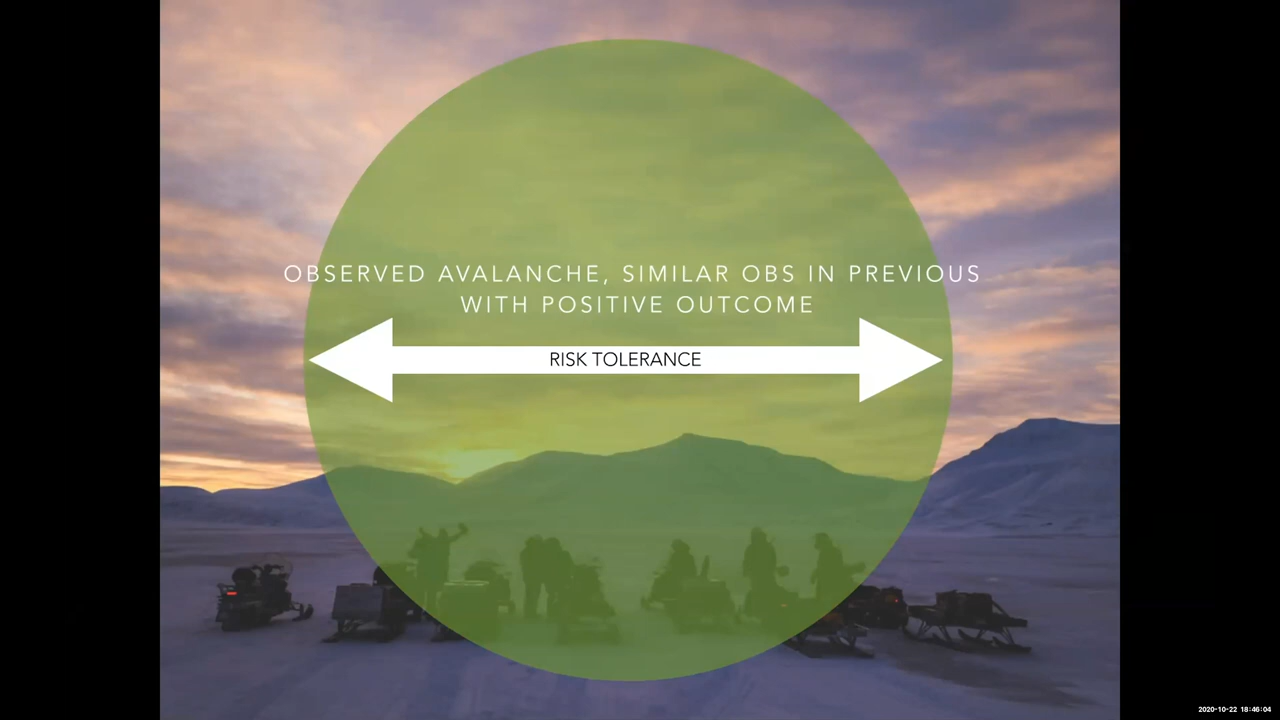 OBSERVED AVALANCHE, SIMILAR OBS IN PREVIOUS
WITH POSITIVE OUTCOME
RISK TOLERANCE
2020-10-22 18:46:04